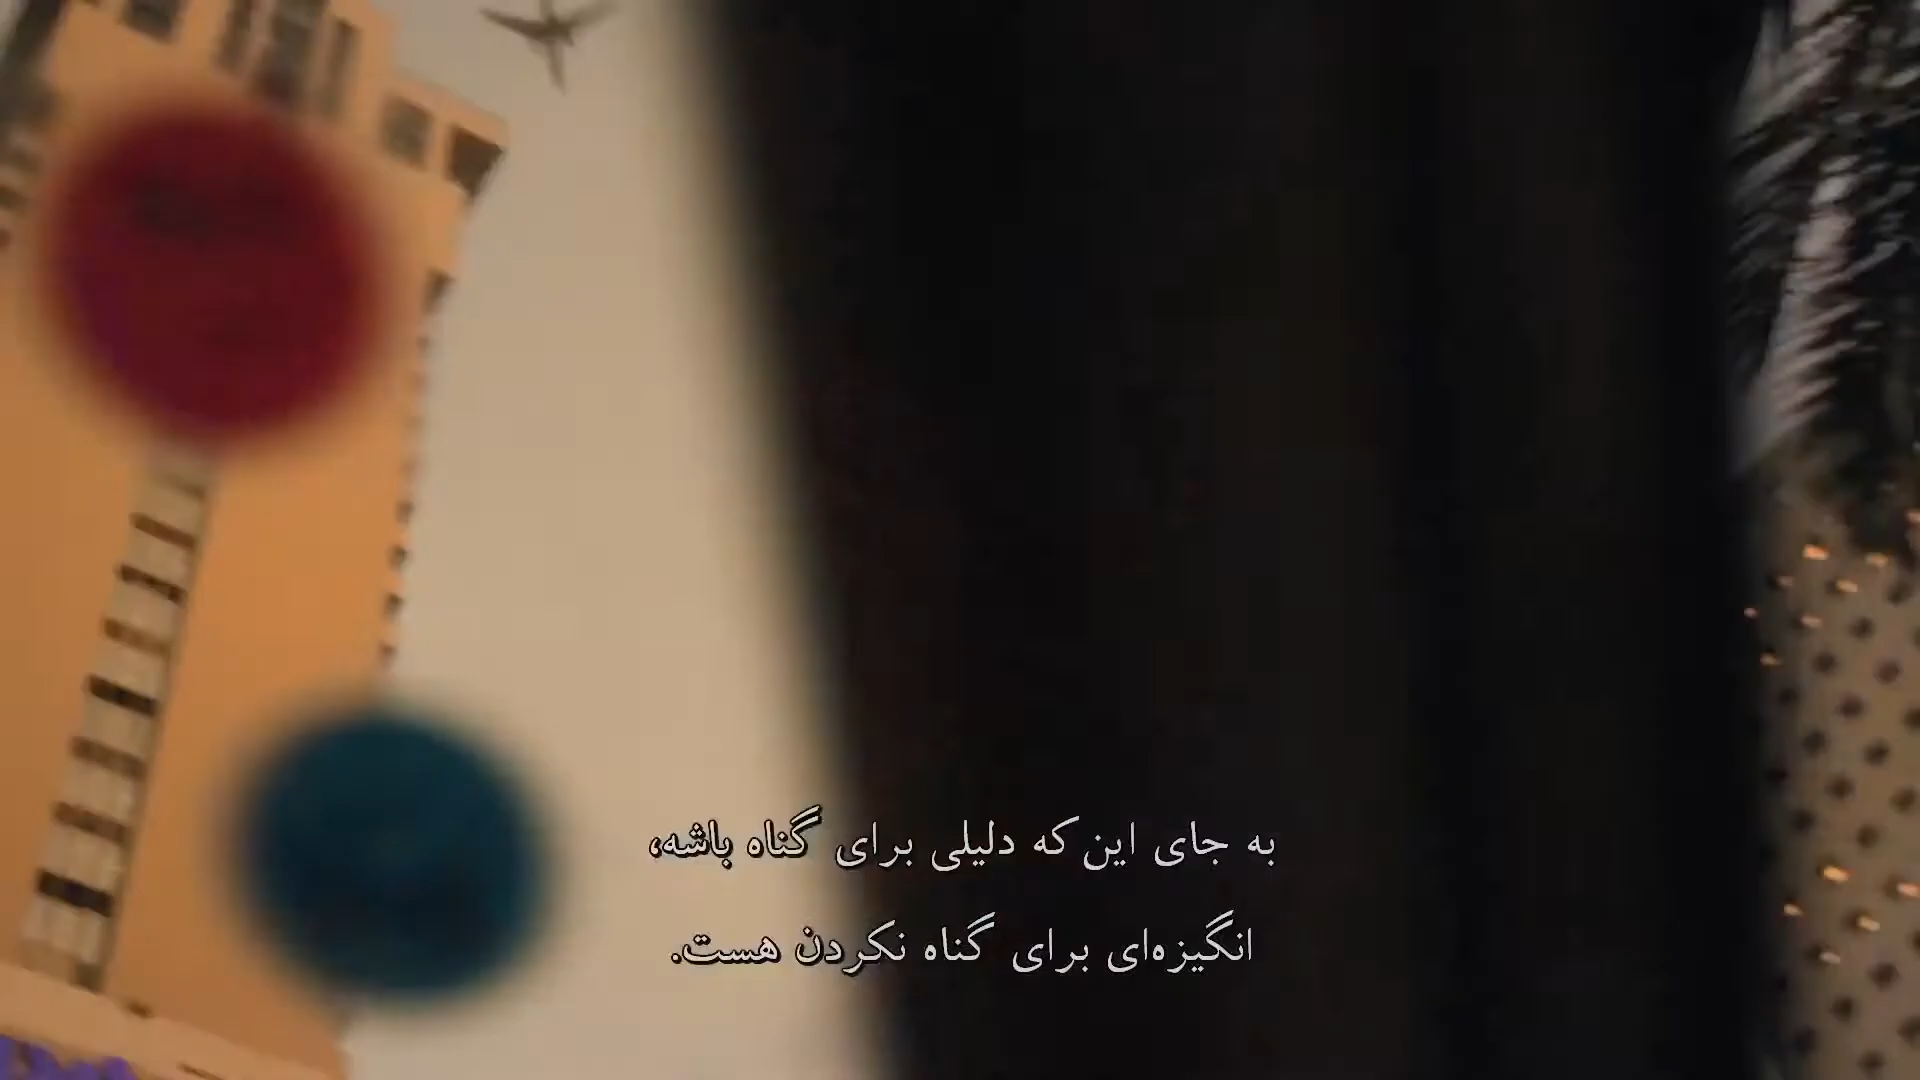 به جای این که دلیلی برای گناه باشه،
انگیزه‌ای برای گناه نکردن هست.